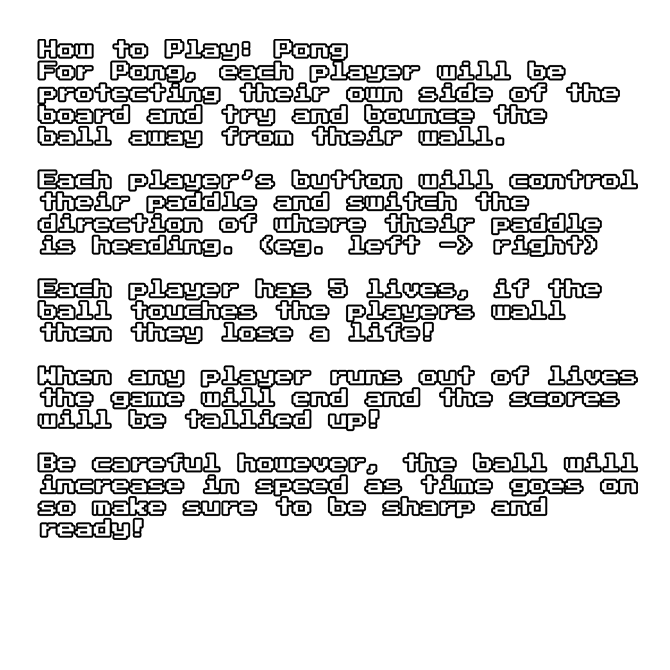 How to Play: Pong
For Pong, each player will be
protecting their own side of the
board and try and bounce the
ball away from their wall.
Each player's button will control
their paddle and switch the
direction of where their paddle
is heading. (eg. left -> right)
Each player has 5 lives, if the
ball touches the players wall
then they lose a life!
When any player runs out of lives
the game will end and the scores
will be tallied up!
Be careful however, the ball will
increase in speed as time goes on
so make sure to be sharp and
ready!